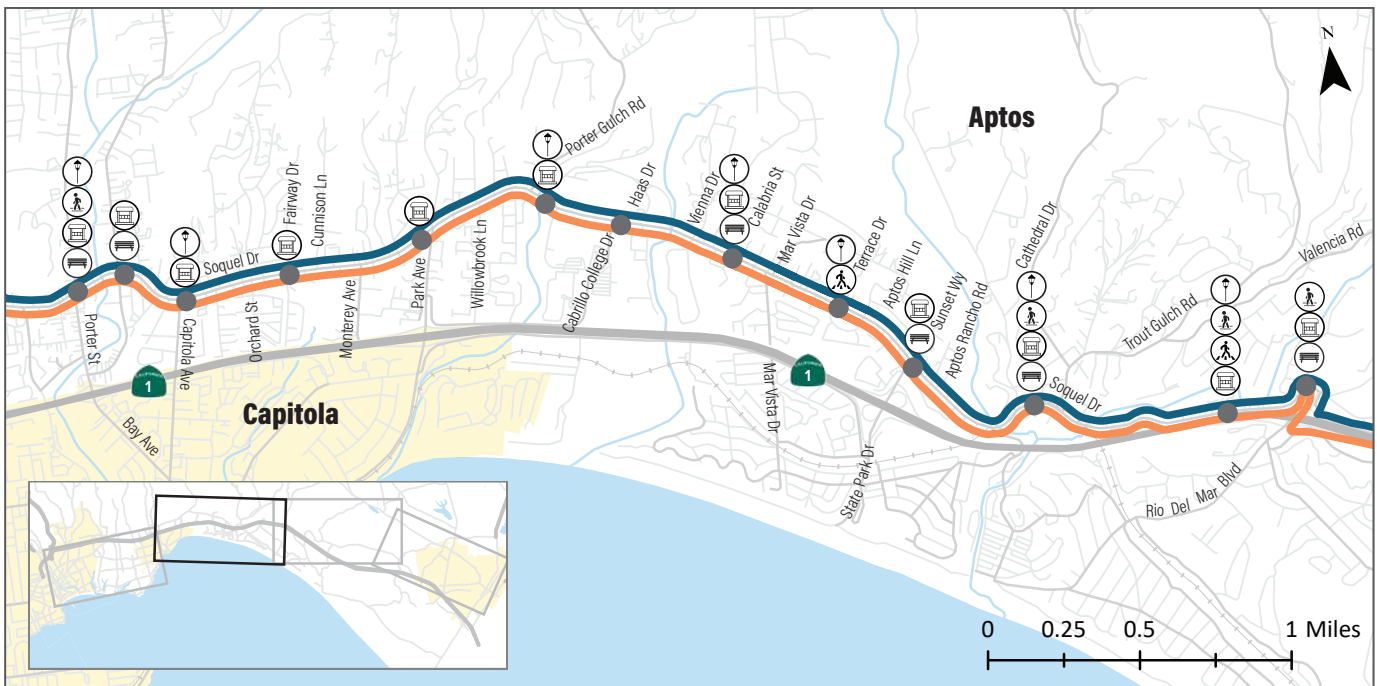 N
Aptos
Porter Gulch Rd
Haas Dr
Vienna Dr
Calabria St
Mar Vista Dr
Terrace Dr
Aptos Hill Ln
Sunset Wy
Aptos Rancho Rd
Cathedral Dr
Valencia Rd
Trout Gulch Rd
Soquel Dr
Fairway Dr
Cunnison Ln
Soquel Dr
Porter St
Capitola Ave
Orchard St
Monterey Ave
Park Ave
Willowbrook Ln
Cabrillo College Dr
1
1
Capitola
Bay Ave
Mar Vista Dr
State Park Dr
Rio Del Mar Blvd
0 0.25 0.5 1 Miles